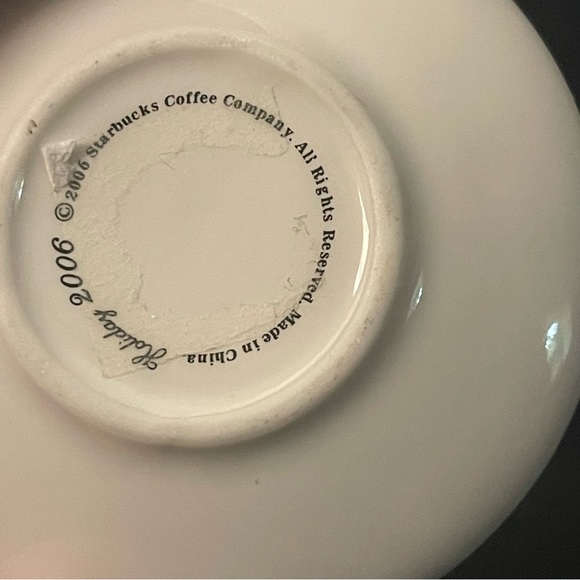 ©2006 Starbucks Coffee Company. All Rights Reserved. Made in China.
Holiday 2006